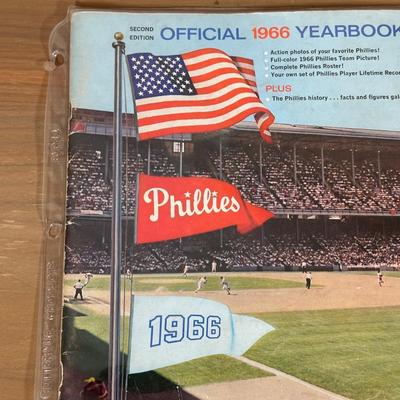 SECOND
EDITION
OFFICIAL 1966 YEARBOOK
• Action photos of your favorite Phillies!
• Full-color 1966 Phillies Team Picture!
• Complete Phillies Roster!
• Your own set of Phillies Player Lifetime Recor
PLUS
• The Phillies history . . . facts and figures gal
Phillies
1966